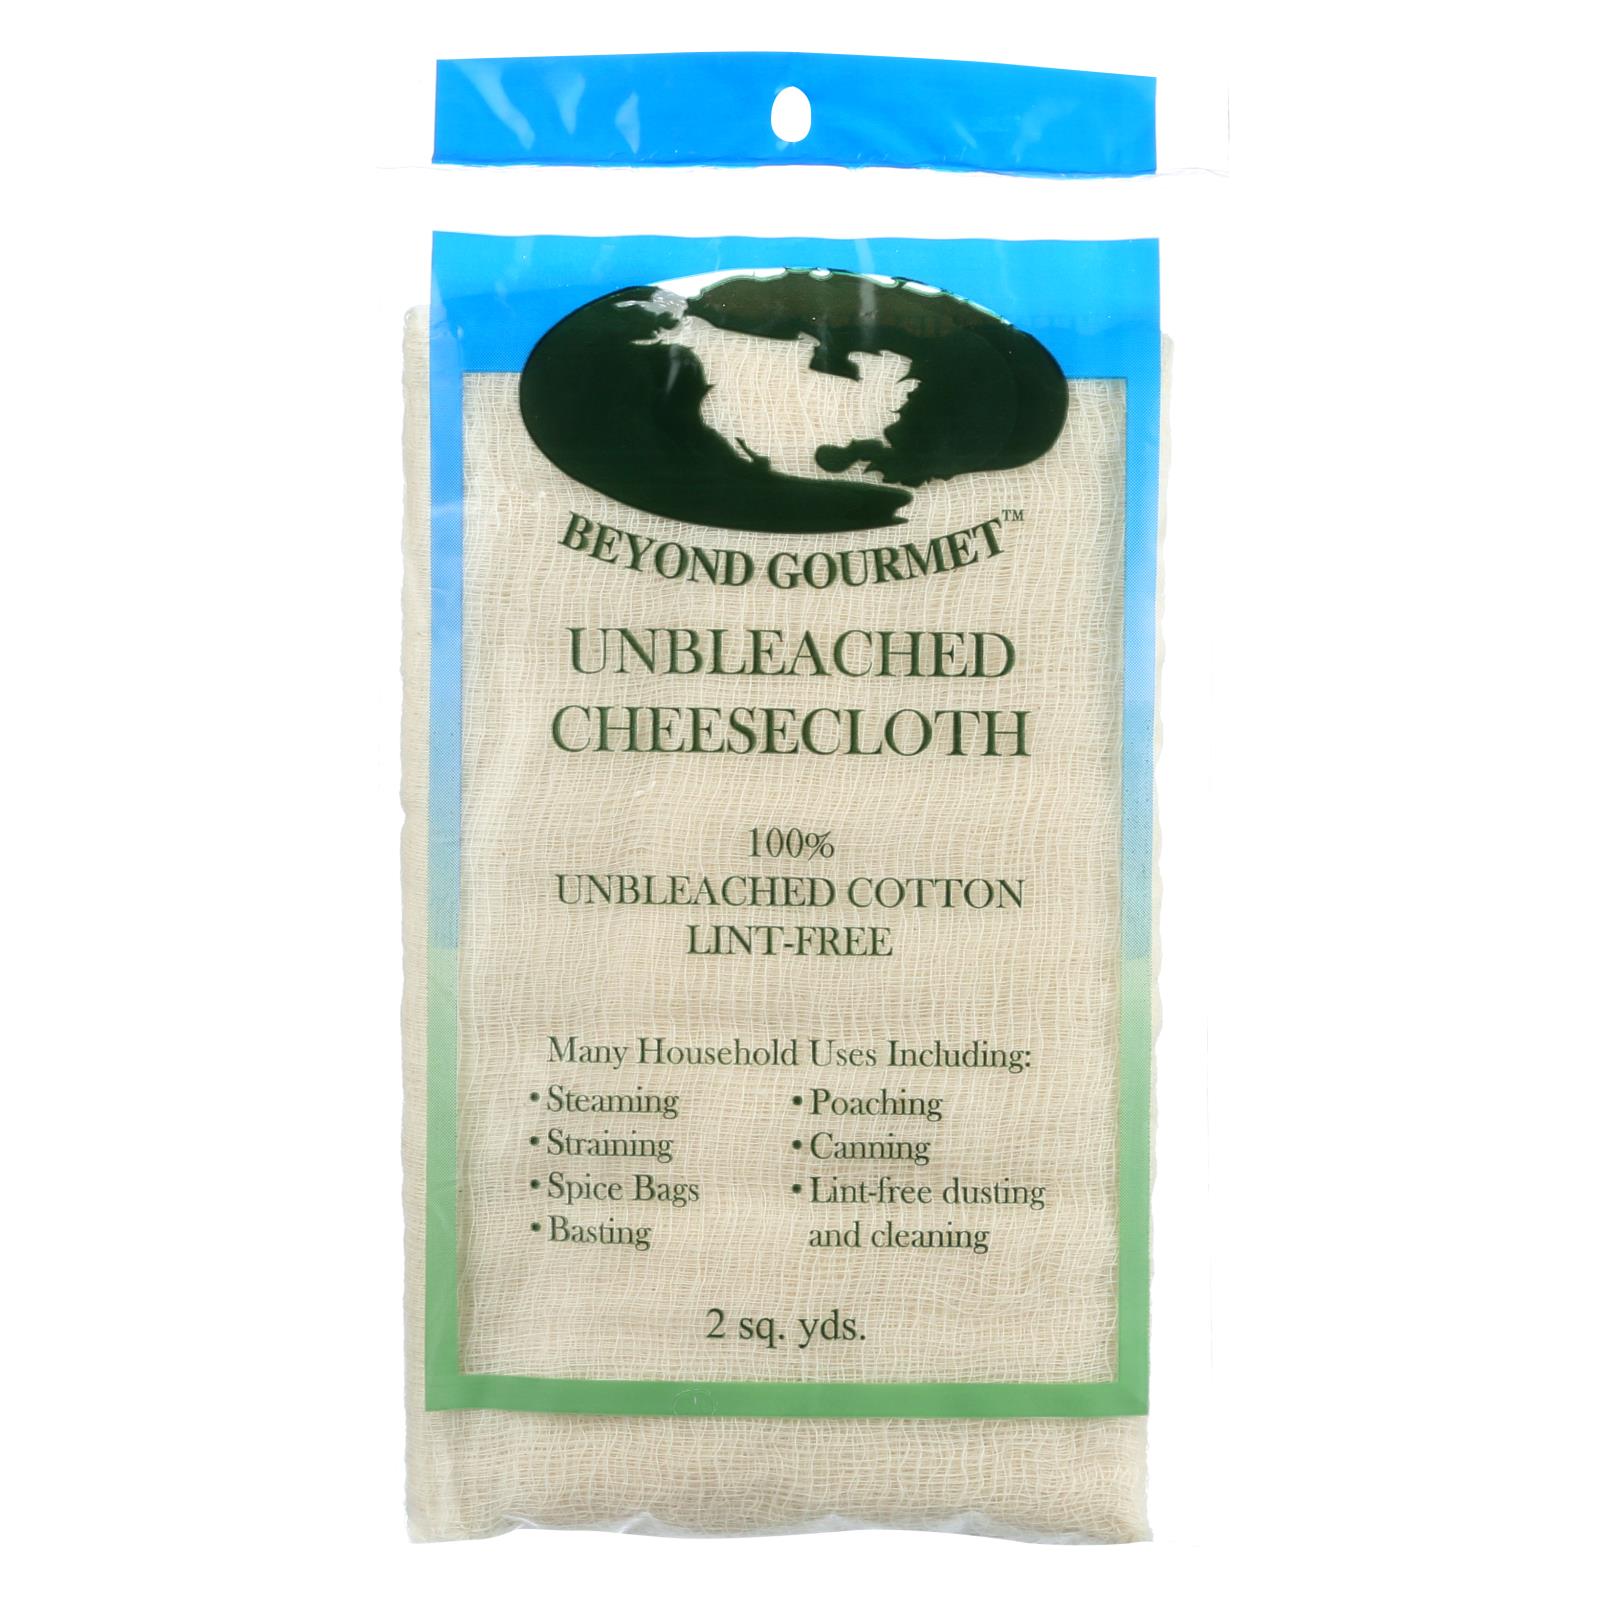 BEYOND GOURMET™
UNBLEACHED
CHEESECLOTH
100%
UNBLEACHED COTTON
LINT-FREE
Many Household Uses Including:
• Steaming
• Straining
• Spice Bags
• Basting
• Poaching
• Canning
• Lint-free dusting
and cleaning
2 sq. yds.